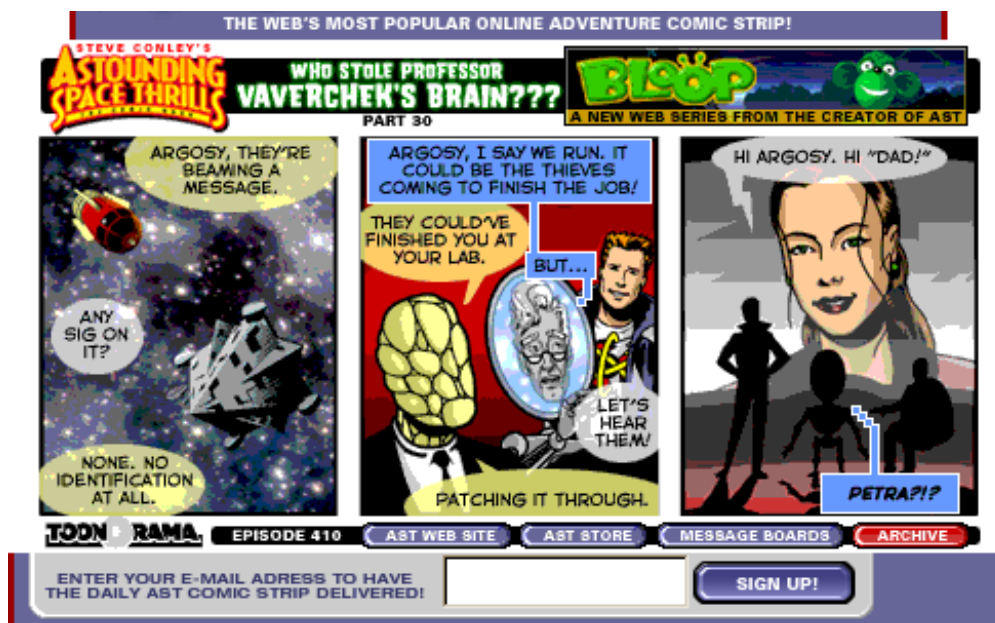 THE WEB'S MOST POPULAR ONLINE ADVENTURE COMIC STRIP!
STEVE CONLEY'S
ASTOUNDING
SPACE THRILLS
THE COMIC BOOK
WHO STOLE PROFESSOR
VAVERCHEK'S BRAIN???
PART 30
BLOOP
A NEW WEB SERIES FROM THE CREATOR OF AST
ARGOSY, THEY'RE
BEAMING A
MESSAGE.
ANY
SIG ON
IT?
NONE. NO
IDENTIFICATION
AT ALL.
ARGOSY, I SAY WE RUN. IT
COULD BE THE THIEVES
COMING TO FINISH THE JOB!
THEY COULD'VE
FINISHED YOU AT
YOUR LAB.
BUT...
LET'S
HEAR
THEM!
PATCHING IT THROUGH.
HI ARGOSY. HI "DAD!"
PETRA?!?
TOONORAMA.
EPISODE 410
AST WEB SITE
AST STORE
MESSAGE BOARDS
ARCHIVE
ENTER YOUR E-MAIL ADRESS TO HAVE
THE DAILY AST COMIC STRIP DELIVERED!
SIGN UP!